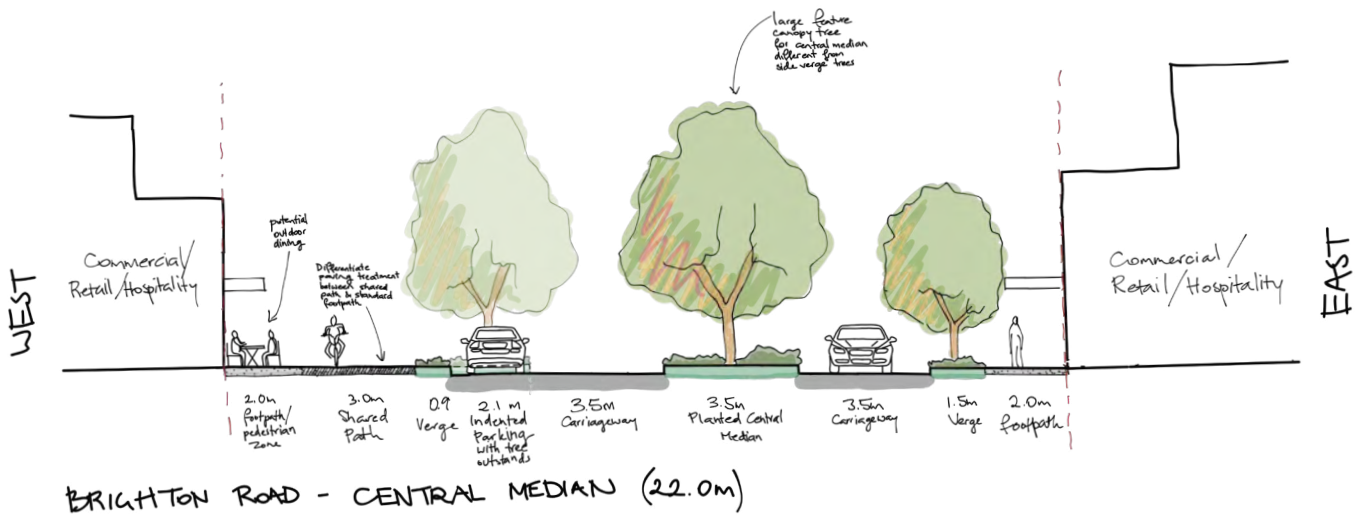 large feature
canopy tree
for central median
different from
side verge trees
potential
outdoor
dining
Differentiate
paving treatment
between shared
path & standard
footpath
WEST
Commercial/
Retail/Hospitality
Commercial/
Retail/Hospitality
EAST
2.0m
footpath/
pedestrian
zone
3.0m
Shared
Path
0.9
Verge
2.1m
Indented
Parking
with tree
outstands
3.5m
Carriageway
3.5m
Planted Central
Median
3.5m
Carriageway
1.5m
Verge
2.0m
footpath
BRIGHTON ROAD - CENTRAL MEDIAN (22.0m)